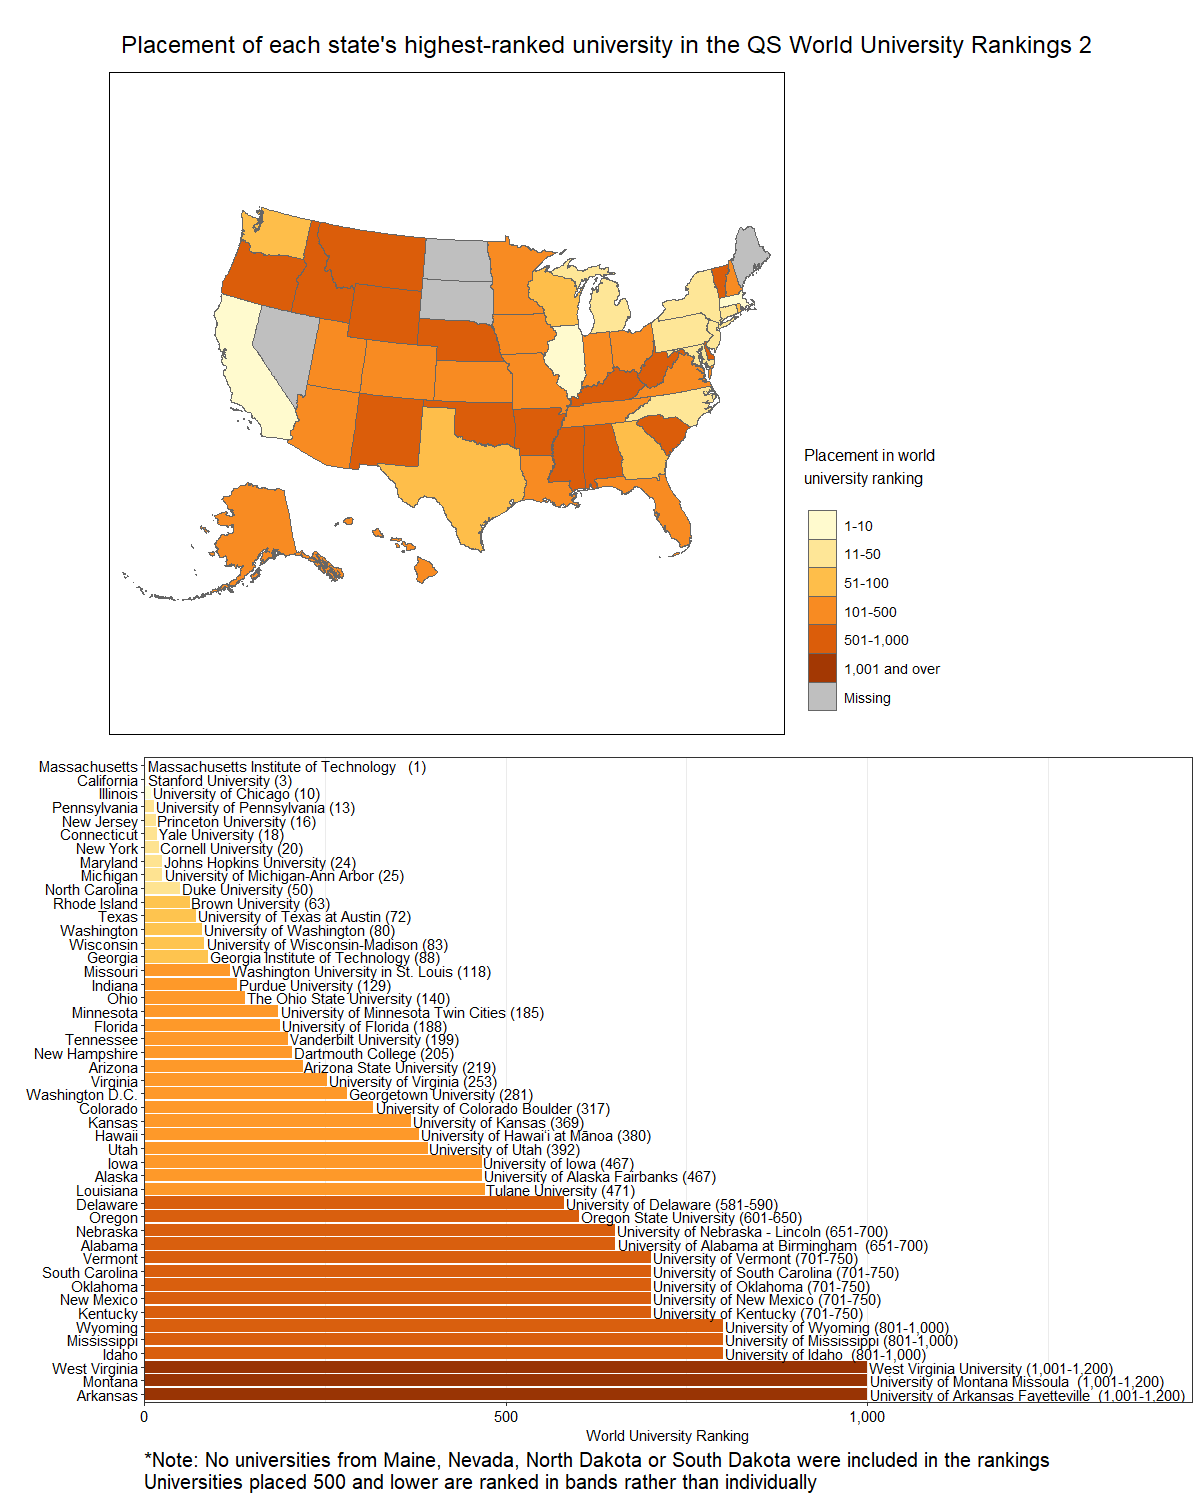 Placement of each state's highest-ranked university in the QS World University Rankings 2
Placement in world
university ranking
1-10
11-50
51-100
101-500
501-1,000
1,001 and over
Missing
Massachusetts Massachusetts Institute of Technology (1)
California Stanford University (3)
Illinois University of Chicago (10)
Pennsylvania University of Pennsylvania (13)
New Jersey Princeton University (16)
Connecticut Yale University (18)
New York Cornell University (20)
Maryland Johns Hopkins University (24)
Michigan University of Michigan-Ann Arbor (25)
North Carolina Duke University (50)
Rhode Island Brown University (63)
Texas University of Texas at Austin (72)
Washington University of Washington (80)
Wisconsin University of Wisconsin-Madison (83)
Georgia Georgia Institute of Technology (88)
Missouri Washington University in St. Louis (118)
Indiana Purdue University (129)
Ohio The Ohio State University (140)
Minnesota University of Minnesota Twin Cities (185)
Florida University of Florida (188)
Tennessee Vanderbilt University (199)
New Hampshire Dartmouth College (205)
Arizona Arizona State University (219)
Virginia University of Virginia (253)
Washington D.C. Georgetown University (281)
Colorado University of Colorado Boulder (317)
Kansas University of Kansas (369)
Hawaii University of Hawaiʻi at Mānoa (380)
Utah University of Utah (392)
Iowa University of Iowa (467)
Alaska University of Alaska Fairbanks (467)
Louisiana Tulane University (471)
Delaware University of Delaware (581-590)
Oregon Oregon State University (601-650)
Nebraska University of Nebraska - Lincoln (651-700)
Alabama University of Alabama at Birmingham (651-700)
Vermont University of Vermont (701-750)
South Carolina University of South Carolina (701-750)
Oklahoma University of Oklahoma (701-750)
New Mexico University of New Mexico (701-750)
Kentucky University of Kentucky (701-750)
Wyoming University of Wyoming (801-1,000)
Mississippi University of Mississippi (801-1,000)
Idaho University of Idaho (801-1,000)
West Virginia West Virginia University (1,001-1,200)
Montana University of Montana Missoula (1,001-1,200)
Arkansas University of Arkansas Fayetteville (1,001-1,200)
0 500 1,000
World University Ranking
*Note: No universities from Maine, Nevada, North Dakota or South Dakota were included in the rankings
Universities placed 500 and lower are ranked in bands rather than individually